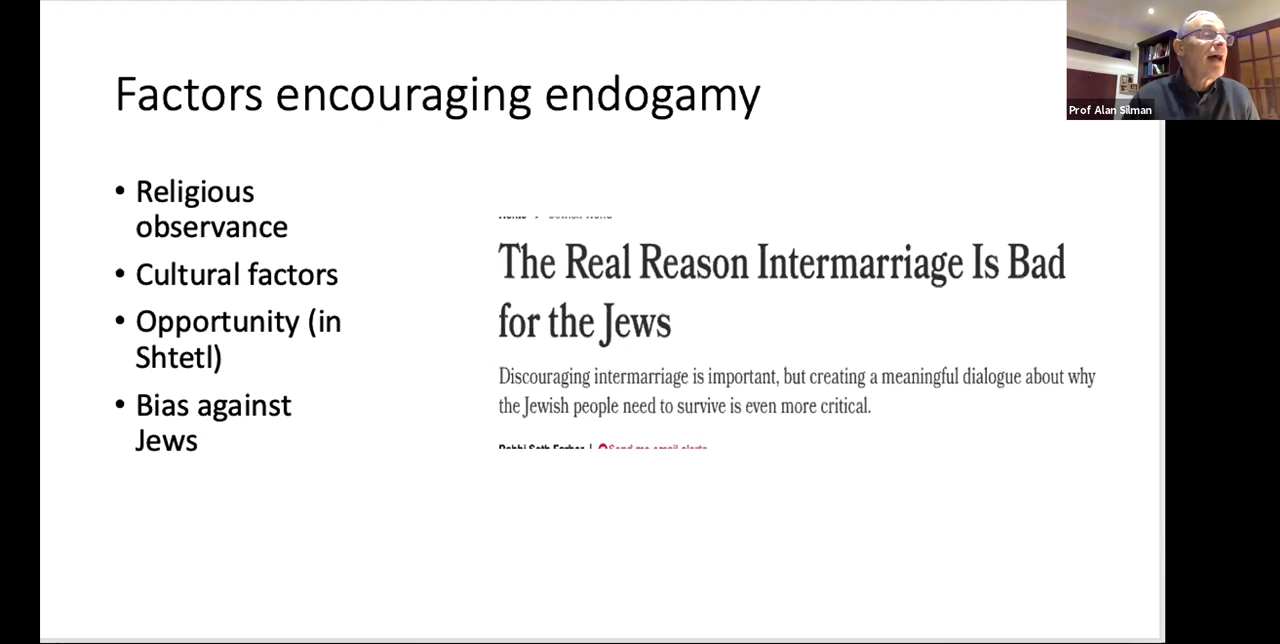 Factors encouraging endogamy
Prof Alan Silman
• Religious
observance
• Cultural factors
• Opportunity (in
Shtetl)
• Bias against
Jews
The Real Reason Intermarriage Is Bad
for the Jews
Discouraging intermarriage is important, but creating a meaningful dialogue about why
the Jewish people need to survive is even more critical.